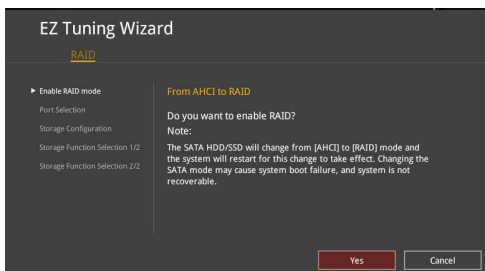 EZ Tuning Wizard
RAID
Enable RAID mode
Port Selection
Storage Configuration
Storage Function Selection 1/2
Storage Function Selection 2/2
From AHCI to RAID
Do you want to enable RAID?
Note:
The SATA HDD/SSD will change from [AHCI] to [RAID] mode and
the system will restart for this change to take effect. Changing the
SATA mode may cause system boot failure, and system is not
recoverable.
Yes
Cancel